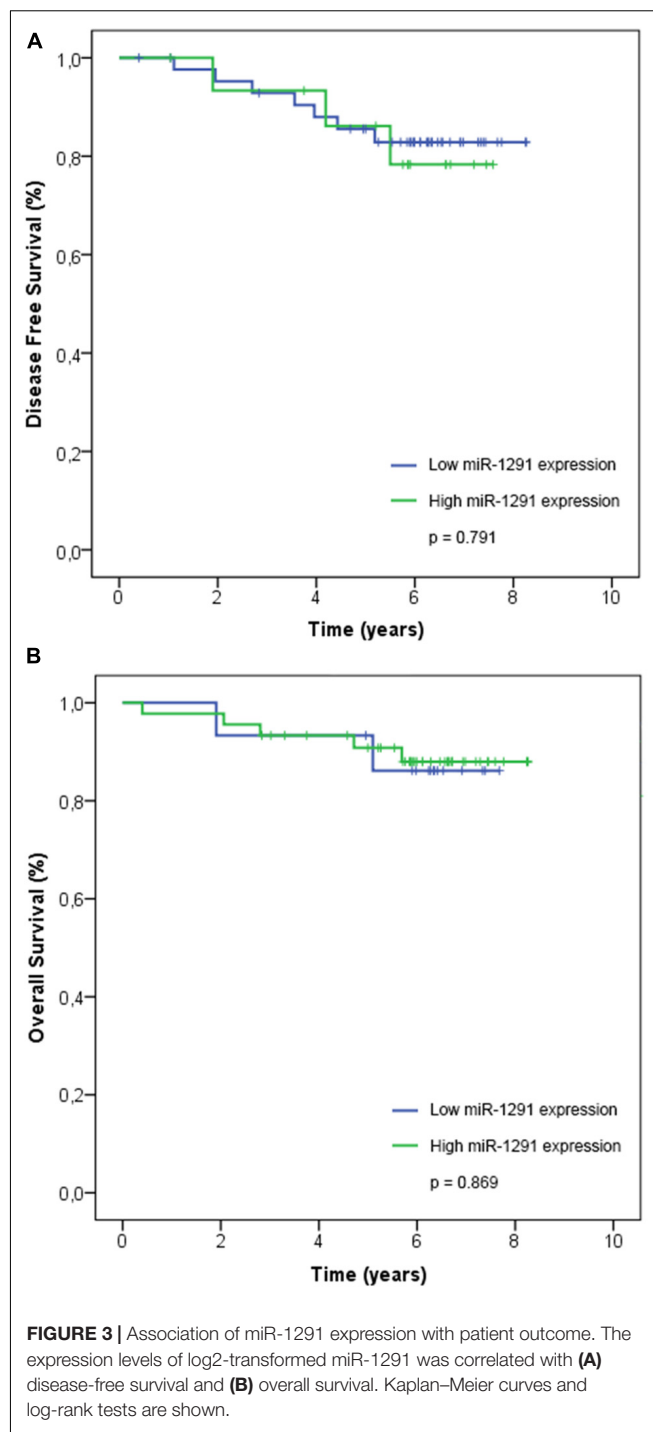 A
1,0
0,8
0,6
0,4
0,2
0,0
Disease Free Survival (%)
Low miR-1291 expression
High miR-1291 expression
p = 0.791
0 2 4 6 8 10
Time (years)
B
1,0
0,8
0,6
0,4
0,2
0,0
Overall Survival (%)
Low miR-1291 expression
High miR-1291 expression
p = 0.869
0 2 4 6 8 10
Time (years)
FIGURE 3 | Association of miR-1291 expression with patient outcome. The
expression levels of log2-transformed miR-1291 was correlated with (A)
disease-free survival and (B) overall survival. Kaplan–Meier curves and
log-rank tests are shown.